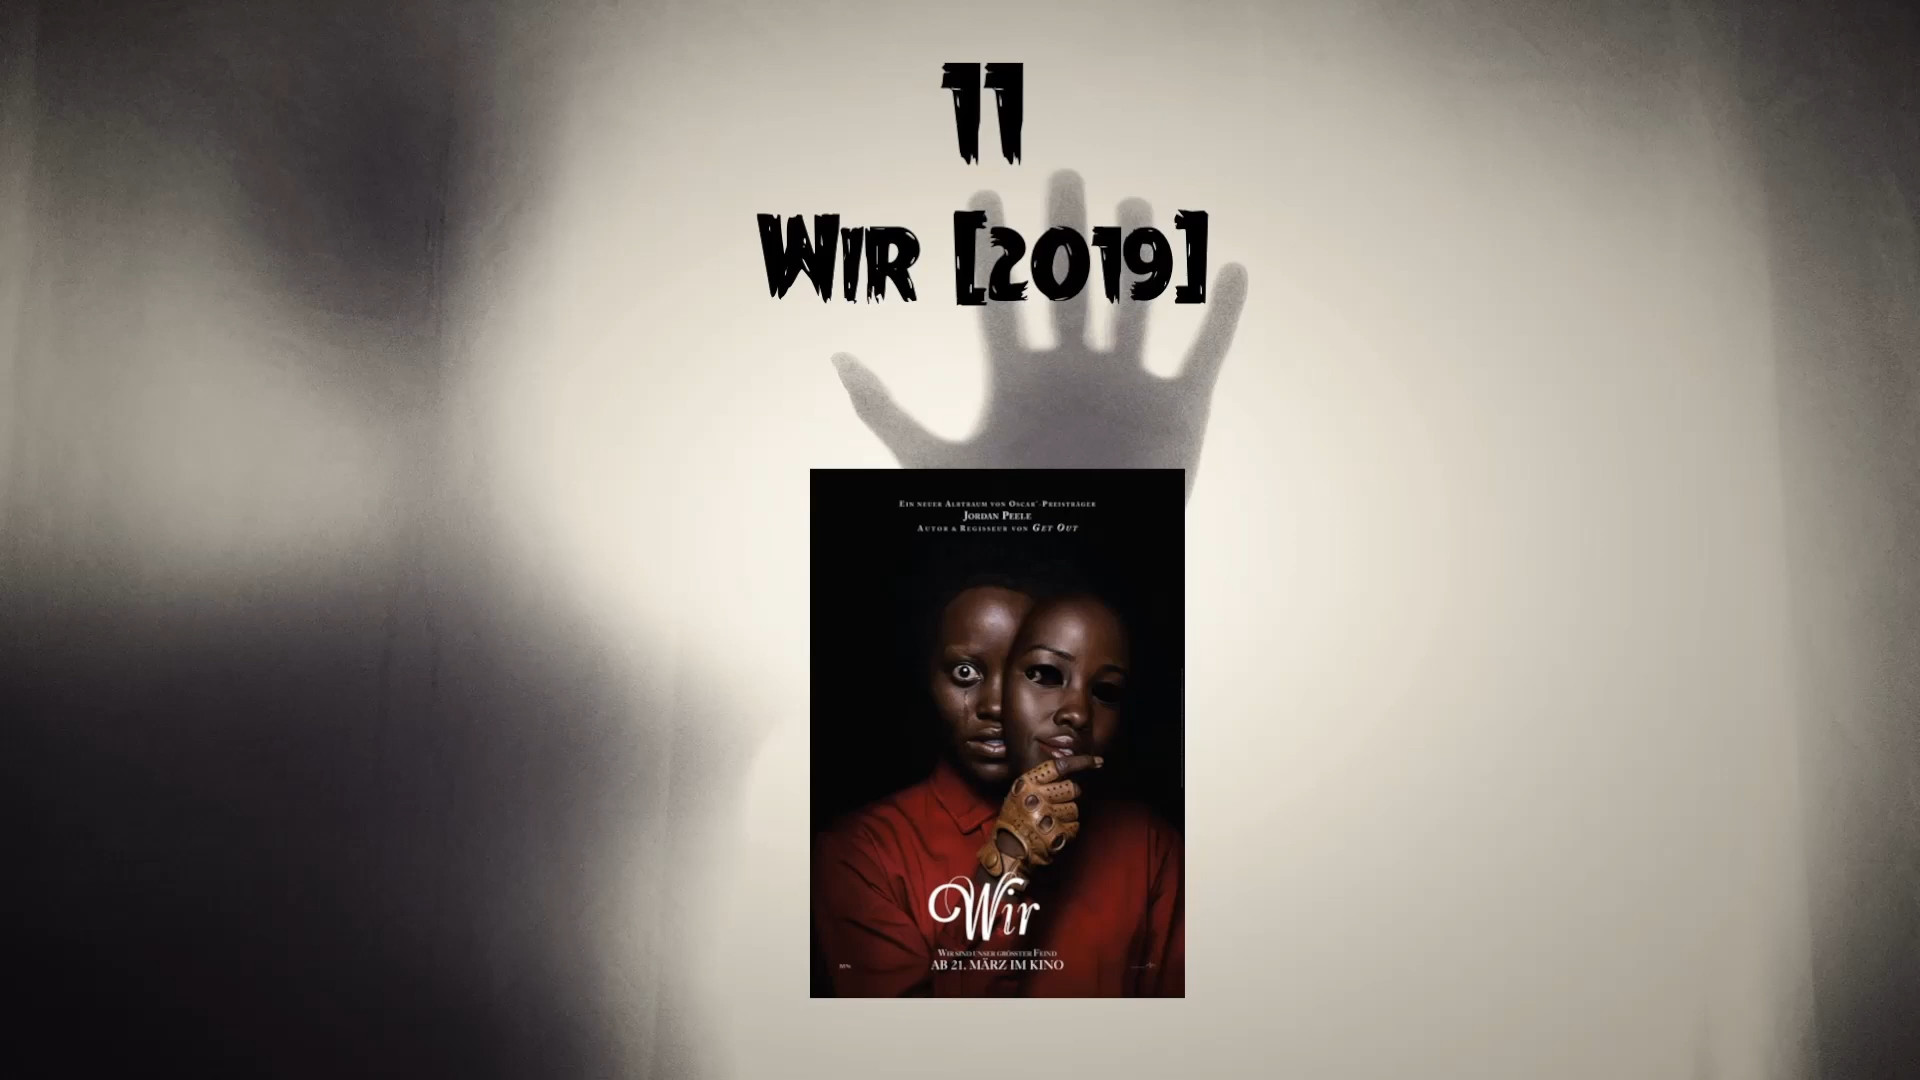 11
Wir [2019]
Ein neuer Albtraum von Oscar®-Preisträger
Jordan Peele
Autor & Regisseur von Get Out
Wir
Wir sind unser grösster Feind
AB 21. MÄRZ IM KINO